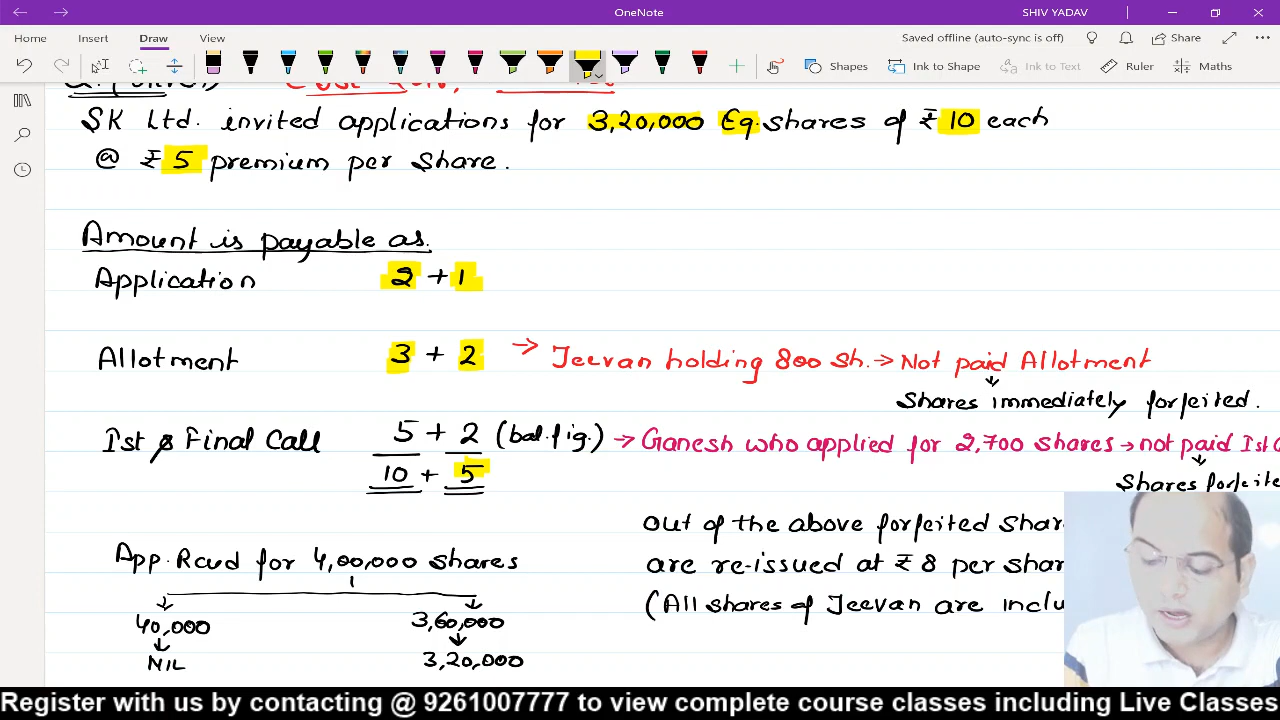 OneNote
SHIV YADAV
Home Insert Draw View
Saved offline (auto-sync is off)
Share
Shapes
Ink to Shape
Ink to Text
Ruler
Maths
SK Ltd. invited applications for 3,20,000 Eq. shares of ₹ 10 each
@ ₹ 5 premium per share.
Amount is payable as.
Application 2 + 1
Allotment 3 + 2 → Jeevan holding 800 Sh. → Not paid Allotment
Shares immediately forfeited.
Ist & Final Call 5 + 2 (bal. fig.) → Ganesh who applied for 2,700 shares → not paid Ist
10 + 5
Shares
out of the above forfeited
are re-issued at ₹ 8 per
(All shares of Jeevan are
App. Rcvd for 4,00,000 shares
40,000 3,60,000
NIL 3,20,000
Register with us by contacting @ 9261007777 to view complete course classes including Live Classes